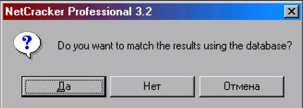 NetCracker Professional 3.2
Do you want to match the results using the database?
Да
Нет
Отмена